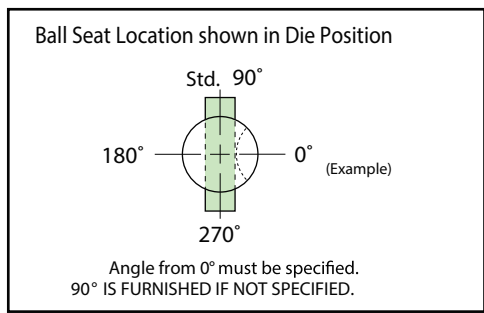 Ball Seat Location shown in Die Position
Std. 90°
180°
0°
(Example)
270°
Angle from 0° must be specified.
90° IS FURNISHED IF NOT SPECIFIED.